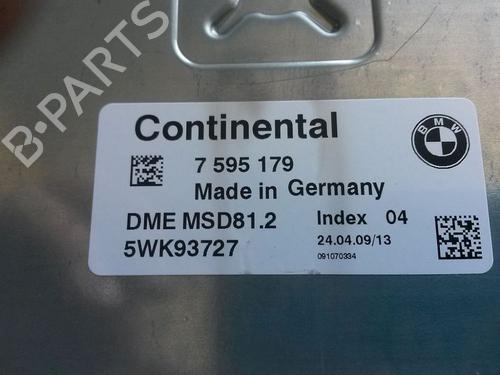 B-PARTS
Continental
BMW
7 595 179
Made in Germany
DME MSD81.2 Index 04
5WK93727 24.04.09/13
091070334